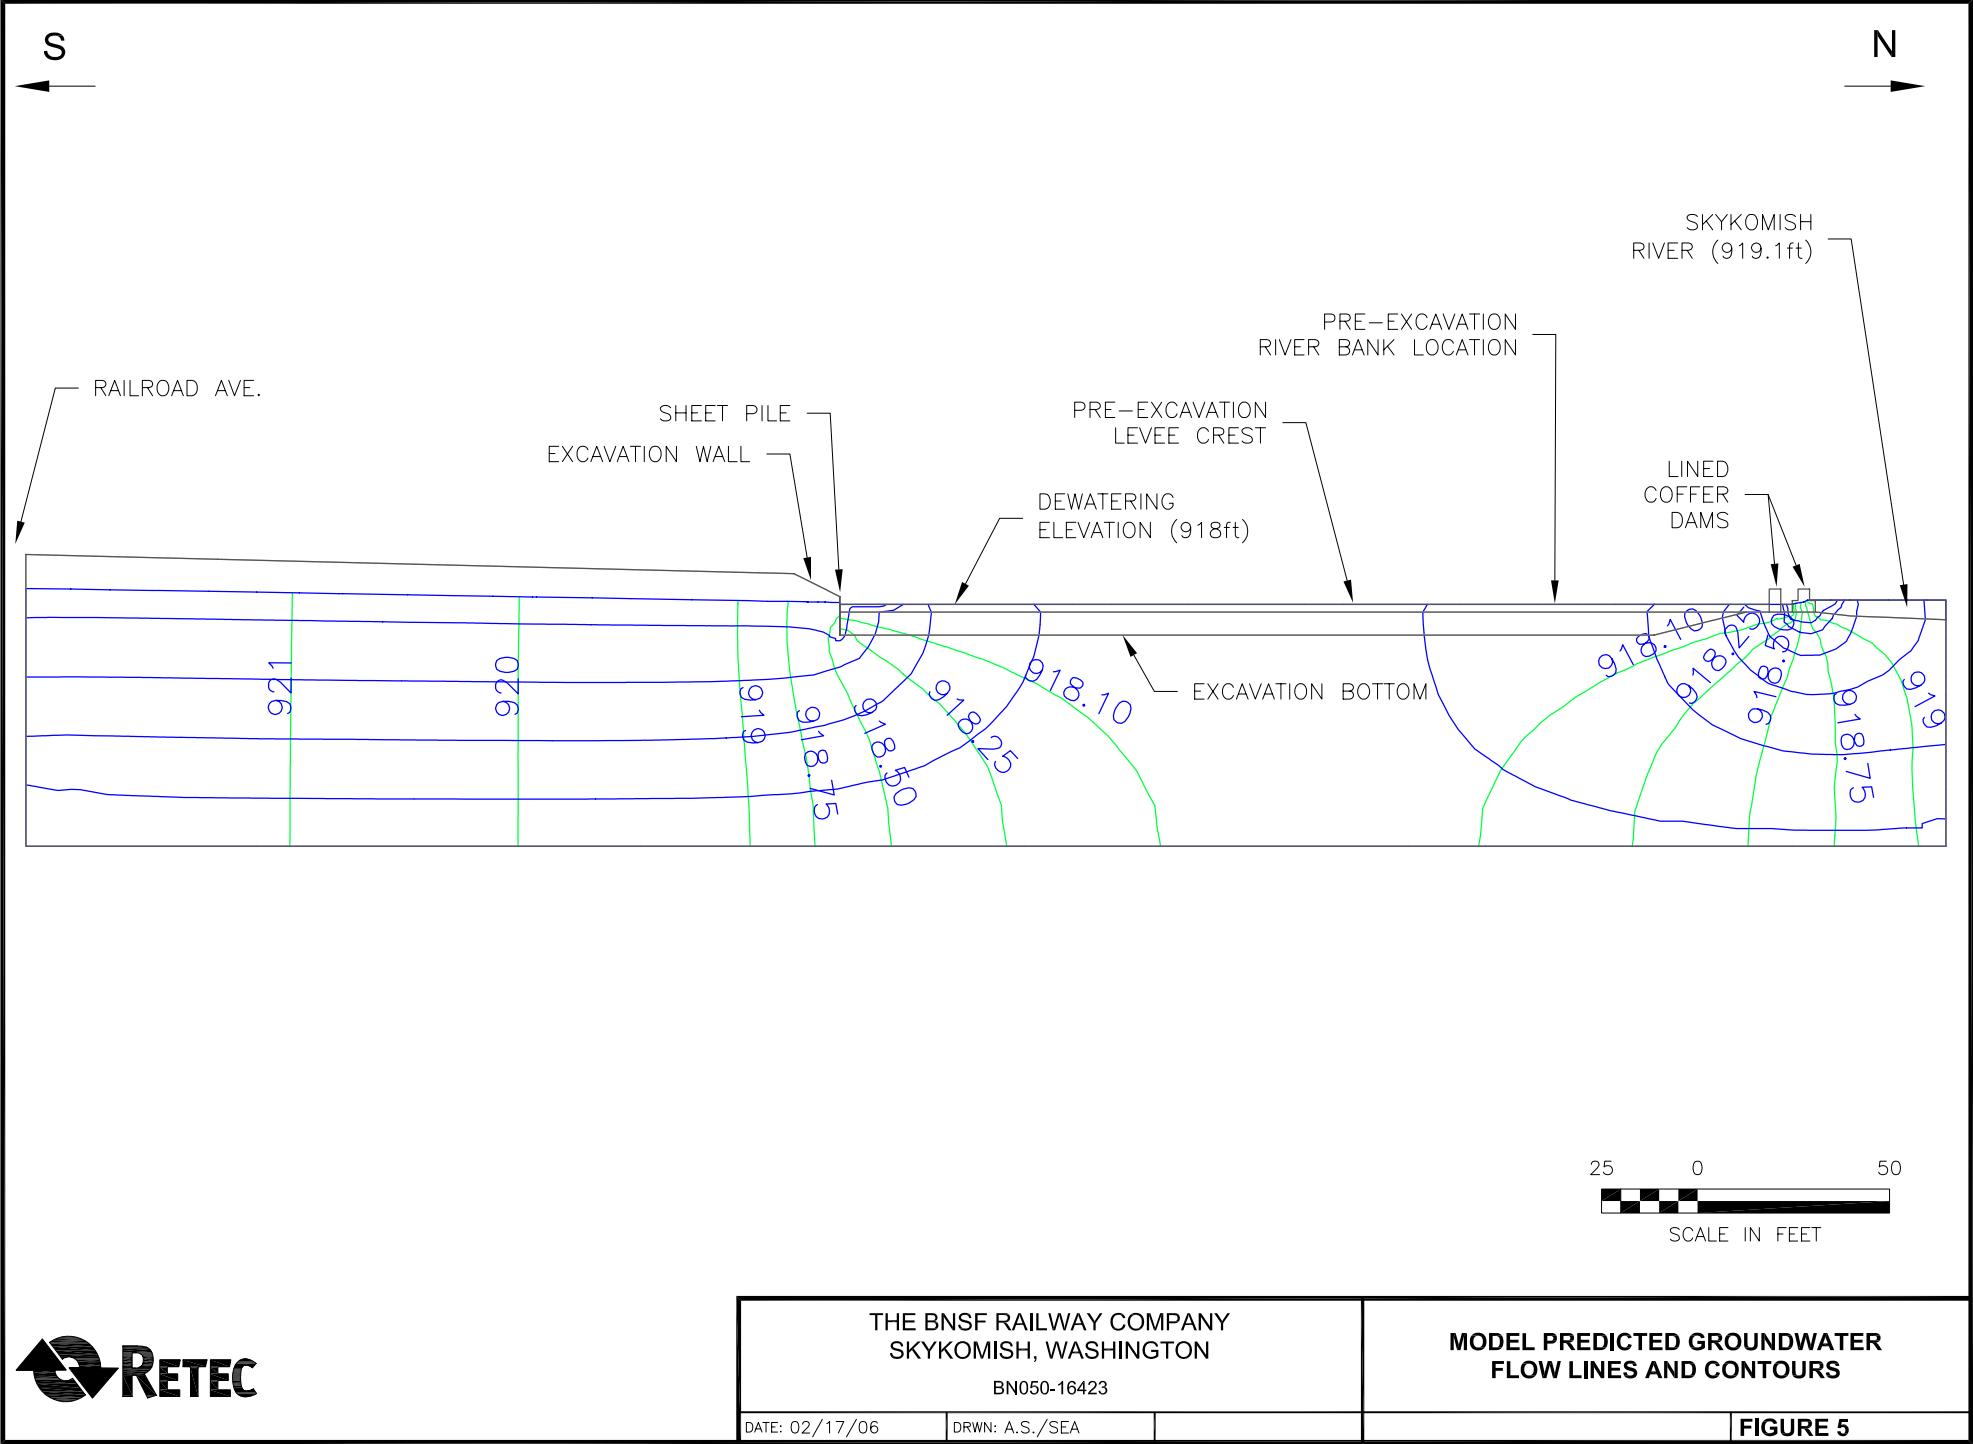 S
N
SKYKOMISH
RIVER (919.1ft)
PRE-EXCAVATION
RIVER BANK LOCATION
RAILROAD AVE.
SHEET PILE
EXCAVATION WALL
PRE-EXCAVATION
LEVEE CREST
DEWATERING
ELEVATION (918ft)
LINED
COFFER
DAMS
921
920
919
918.75
918.50
918.25
918.10
EXCAVATION BOTTOM
918.10
918.25
918.50
918.75
919
25 0 50
SCALE IN FEET
RETEC
THE BNSF RAILWAY COMPANY
SKYKOMISH, WASHINGTON
BN050-16423
DATE: 02/17/06
DRWN: A.S./SEA
MODEL PREDICTED GROUNDWATER
FLOW LINES AND CONTOURS
FIGURE 5